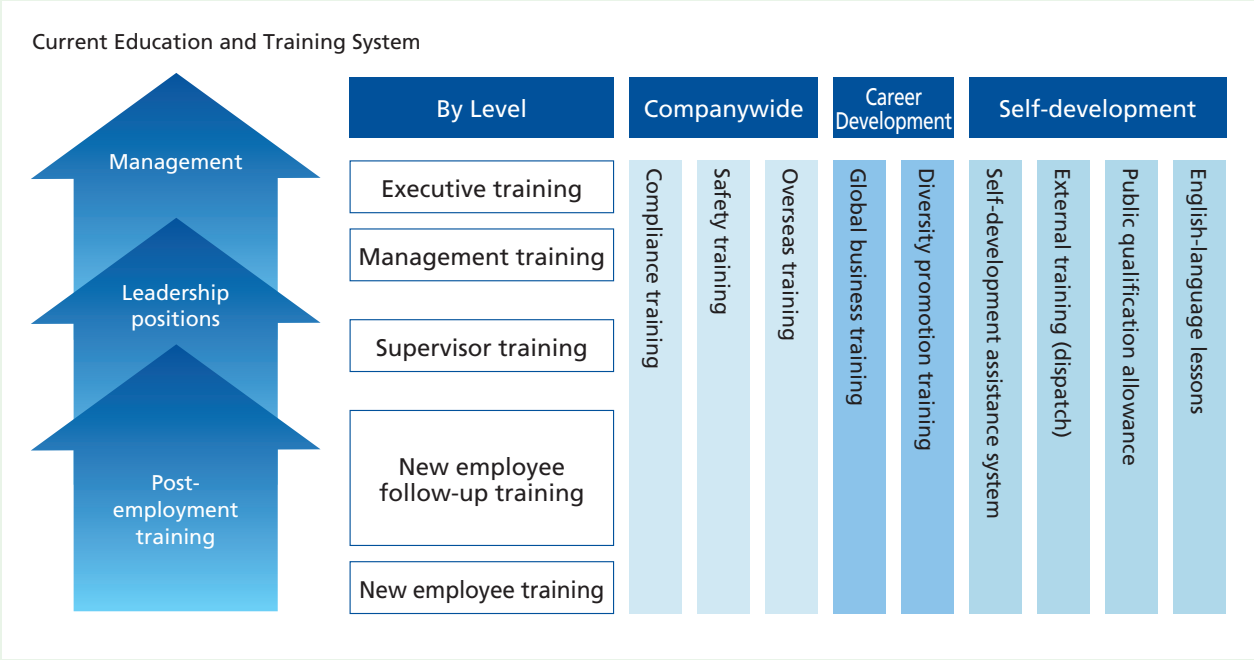 Current Education and Training System
Management
Leadership
positions
Post-
employment
training
By Level
Executive training
Management training
Supervisor training
New employee
follow-up training
New employee training
Companywide
Compliance training
Safety training
Overseas training
Career
Development
Global business training
Diversity promotion training
Self-development
Self-development assistance system
External training (dispatch)
Public qualification allowance
English-language lessons